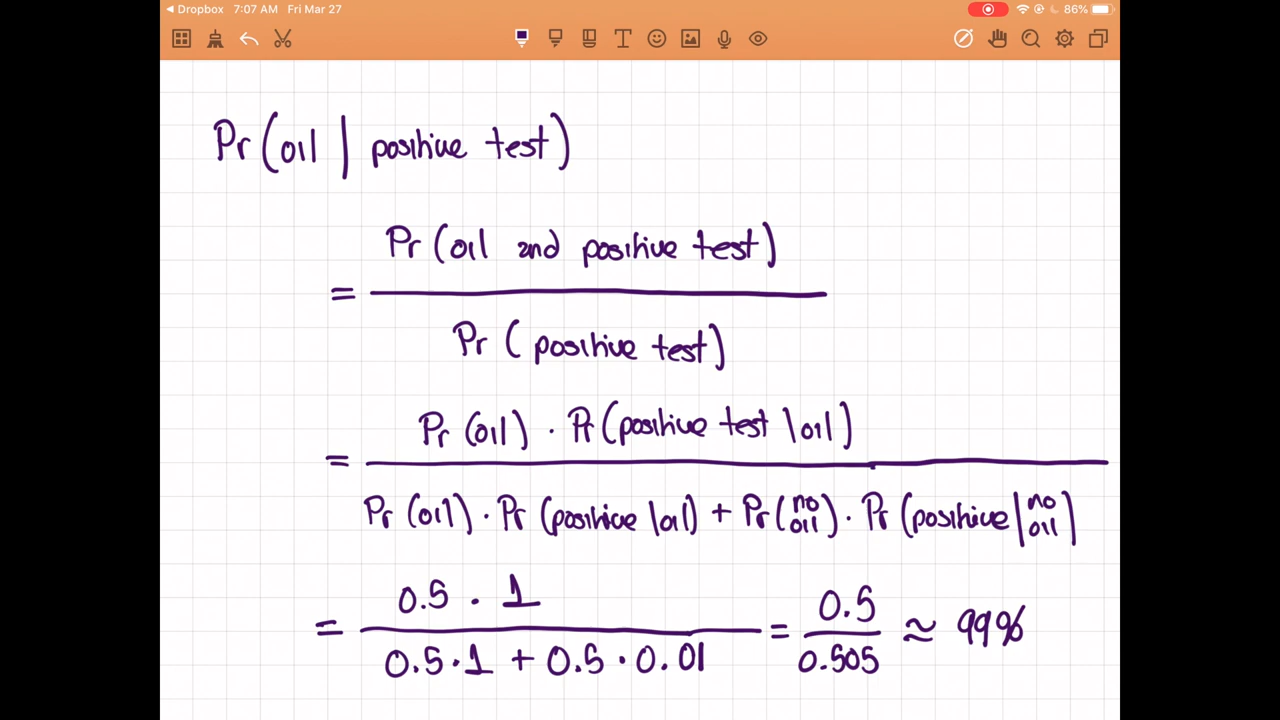 Dropbox 7:07 AM Fri Mar 27 86%
Pr (oil | positive test)
Pr (oil and positive test)
=
Pr (positive test)
Pr (oil) · Pr (positive test | oil)
=
Pr (oil) · Pr (positive | oil) + Pr (no oil) · Pr (positive | no oil)
0.5 · 1
= = 0.5 / 0.505 ≈ 99%
0.5 · 1 + 0.5 · 0.01